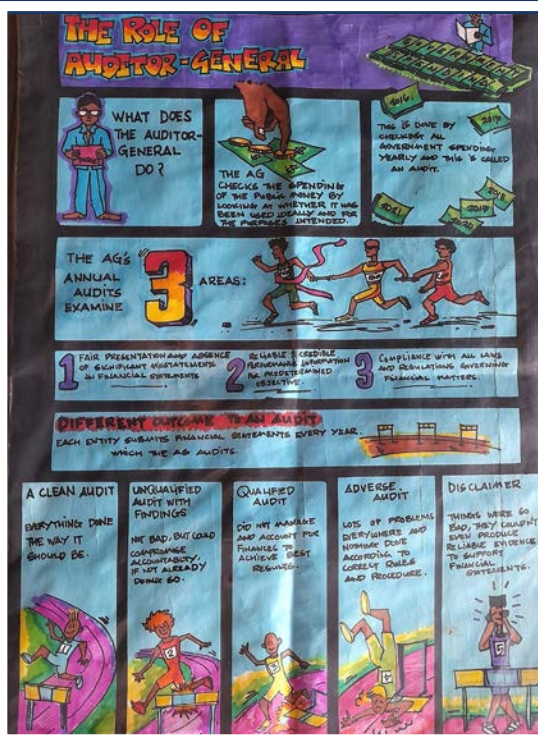 THE ROLE OF
AUDITOR-GENERAL
GOVERNMENT
SPENDING
WHAT DOES
THE AUDITOR-
GENERAL
DO?
THE AG
CHECKS THE SPENDING
OF THE PUBLIC MONEY BY
LOOKING AT WHETHER IT HAS
BEEN USED IDEALLY AND FOR
THE PURPOSES INTENDED.
2016
2017
THIS IS DONE BY
CHECKING ALL
GOVERNMENT SPENDING
YEARLY AND THIS IS CALLED
AN AUDIT.
2021
THE AG'S
ANNUAL
AUDITS
EXAMINE
3
AREAS:
1 FAIR PRESENTATION AND ABSENCE
OF SIGNIFICANT MISSTATEMENTS
IN FINANCIAL STATEMENTS
2 RELIABLE & CREDIBLE
PERFORMANCE INFORMATION
FOR PREDETERMINED
OBJECTIVE.
3 COMPLIANCE WITH ALL LAWS
AND REGULATIONS GOVERNING
FINANCIAL MATTERS.
DIFFERENT OUTCOME TO AN AUDIT
EACH ENTITY SUBMITS FINANCIAL STATEMENTS EVERY YEAR.
WHICH THE AG AUDITS.
A CLEAN AUDIT
EVERYTHING DONE
THE WAY IT
SHOULD BE.
UNQUALIFIED
AUDIT WITH
FINDINGS
NOT BAD, BUT COULD
COMPROMISE
ACCOUNTABILITY.
IF NOT ALREADY
DOING SO.
2
QUALIFIED
AUDIT
DID NOT MANAGE
AND ACCOUNT FOR
FINANCES TO
ACHIEVE BEST
RESULTS.
3
ADVERSE
AUDIT
LOTS OF PROBLEMS
EVERYWHERE AND
NOTHING DONE
ACCORDING TO
CORRECT RULES
AND PROCEDURE.
4
DISCLAIMER
THINGS WERE SO
BAD, THEY COULDN'T
EVEN PRODUCE
RELIABLE EVIDENCE
TO SUPPORT
FINANCIAL
STATEMENTS.
5